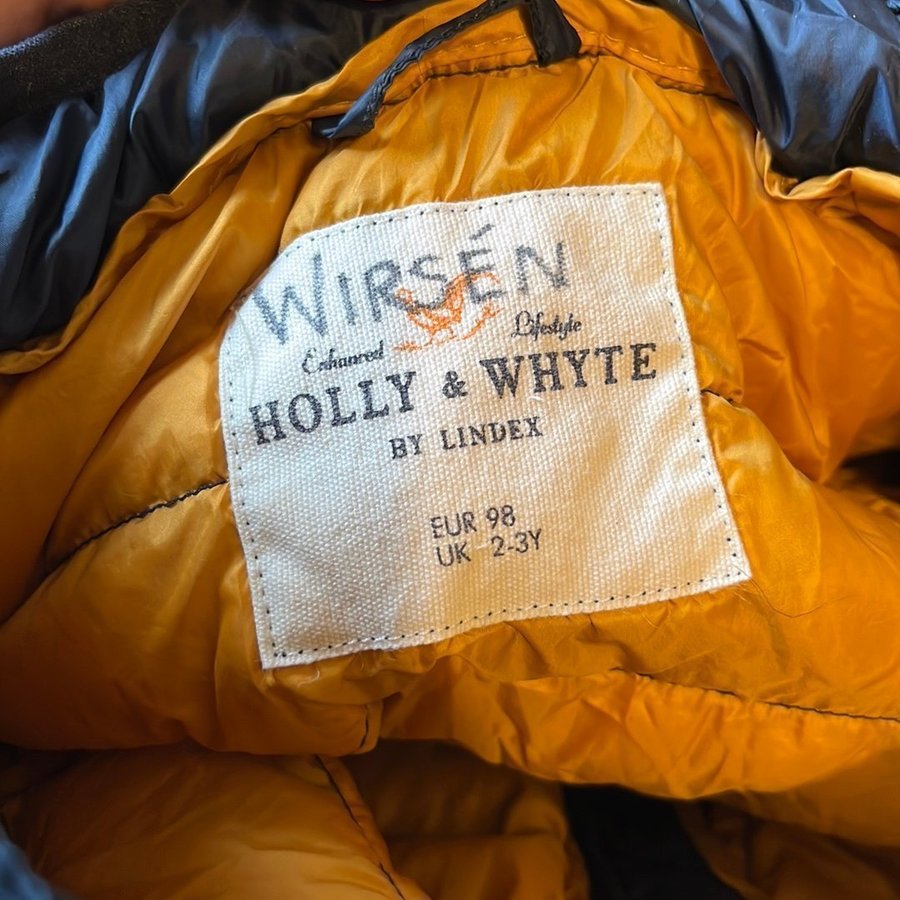 WIRSÉN
Enhanced Lifestyle
HOLLY & WHYTE
BY LINDEX
EUR 98
UK 2-3Y